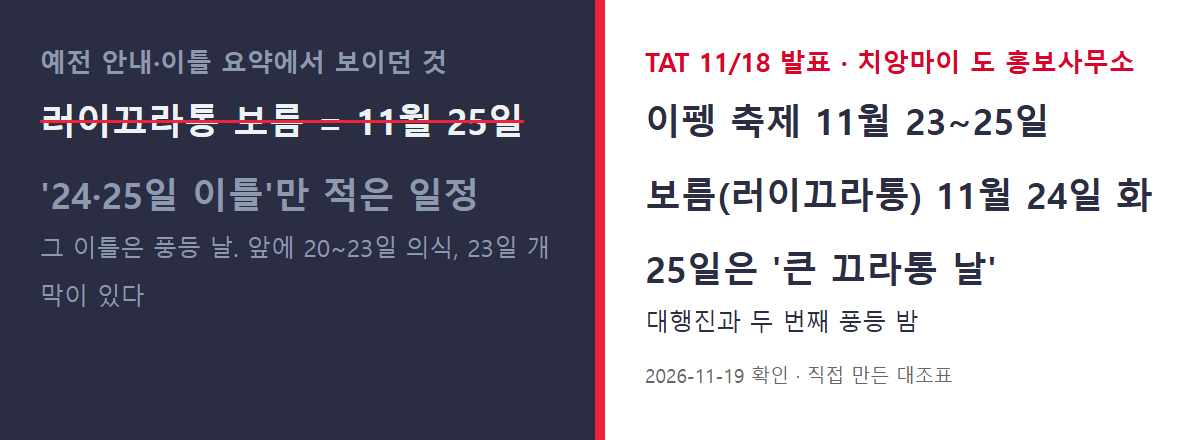 예전 안내·이틀 요약에서 보이던 것
러이끄라통 보름 = 11월 25일
'24·25일 이틀'만 적은 일정
그 이틀은 풍등 날. 앞에 20~23일 의식, 23일 개
막이 있다
TAT 11/18 발표 · 치앙마이 도 홍보사무소
이펭 축제 11월 23~25일
보름(러이끄라통) 11월 24일 화
25일은 '큰 끄라통 날'
대행진과 두 번째 풍등 밤
2026-11-19 확인 · 직접 만든 대조표